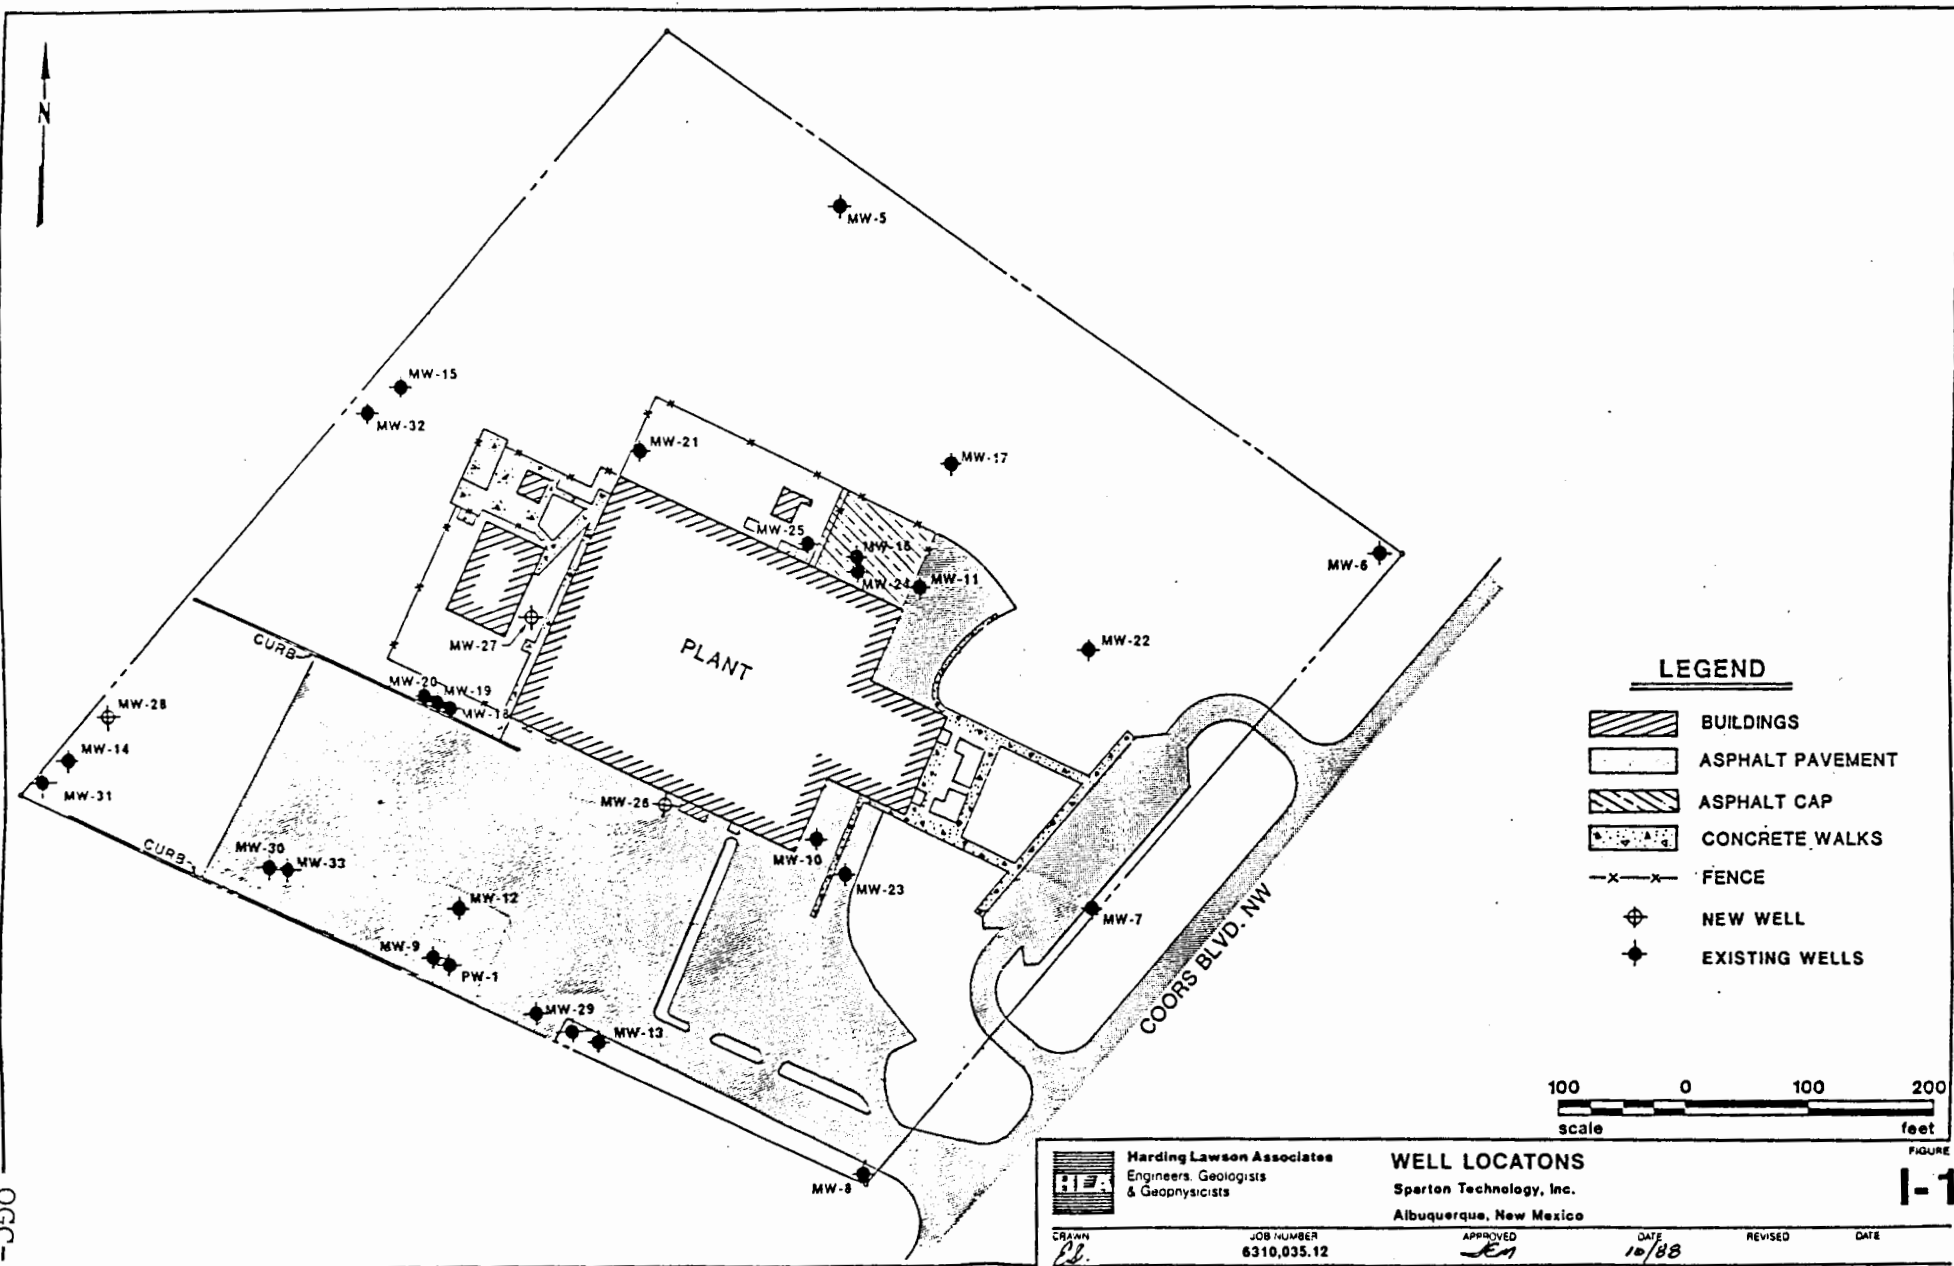 N
MW-5
MW-15
MW-32
MW-21
MW-17
MW-25
MW-16
MW-24
MW-11
MW-6
MW-27
MW-22
PLANT
CURB
MW-20
MW-19
MW-18
MW-28
MW-14
MW-31
MW-26
CURB
MW-30
MW-33
MW-10
MW-23
MW-12
MW-7
MW-9
PW-1
MW-29
MW-13
MW-8
COORS BLVD. NW
LEGEND
BUILDINGS
ASPHALT PAVEMENT
ASPHALT CAP
CONCRETE WALKS
FENCE
NEW WELL
EXISTING WELLS
100 0 100 200
scale feet
HLA
Harding Lawson Associates
Engineers, Geologists
& Geophysicists
WELL LOCATONS
Sparton Technology, Inc.
Albuquerque, New Mexico
FIGURE
I-1
DRAWN
JOB NUMBER
6310,035.12
APPROVED
JEM
DATE
10/88
REVISED
DATE